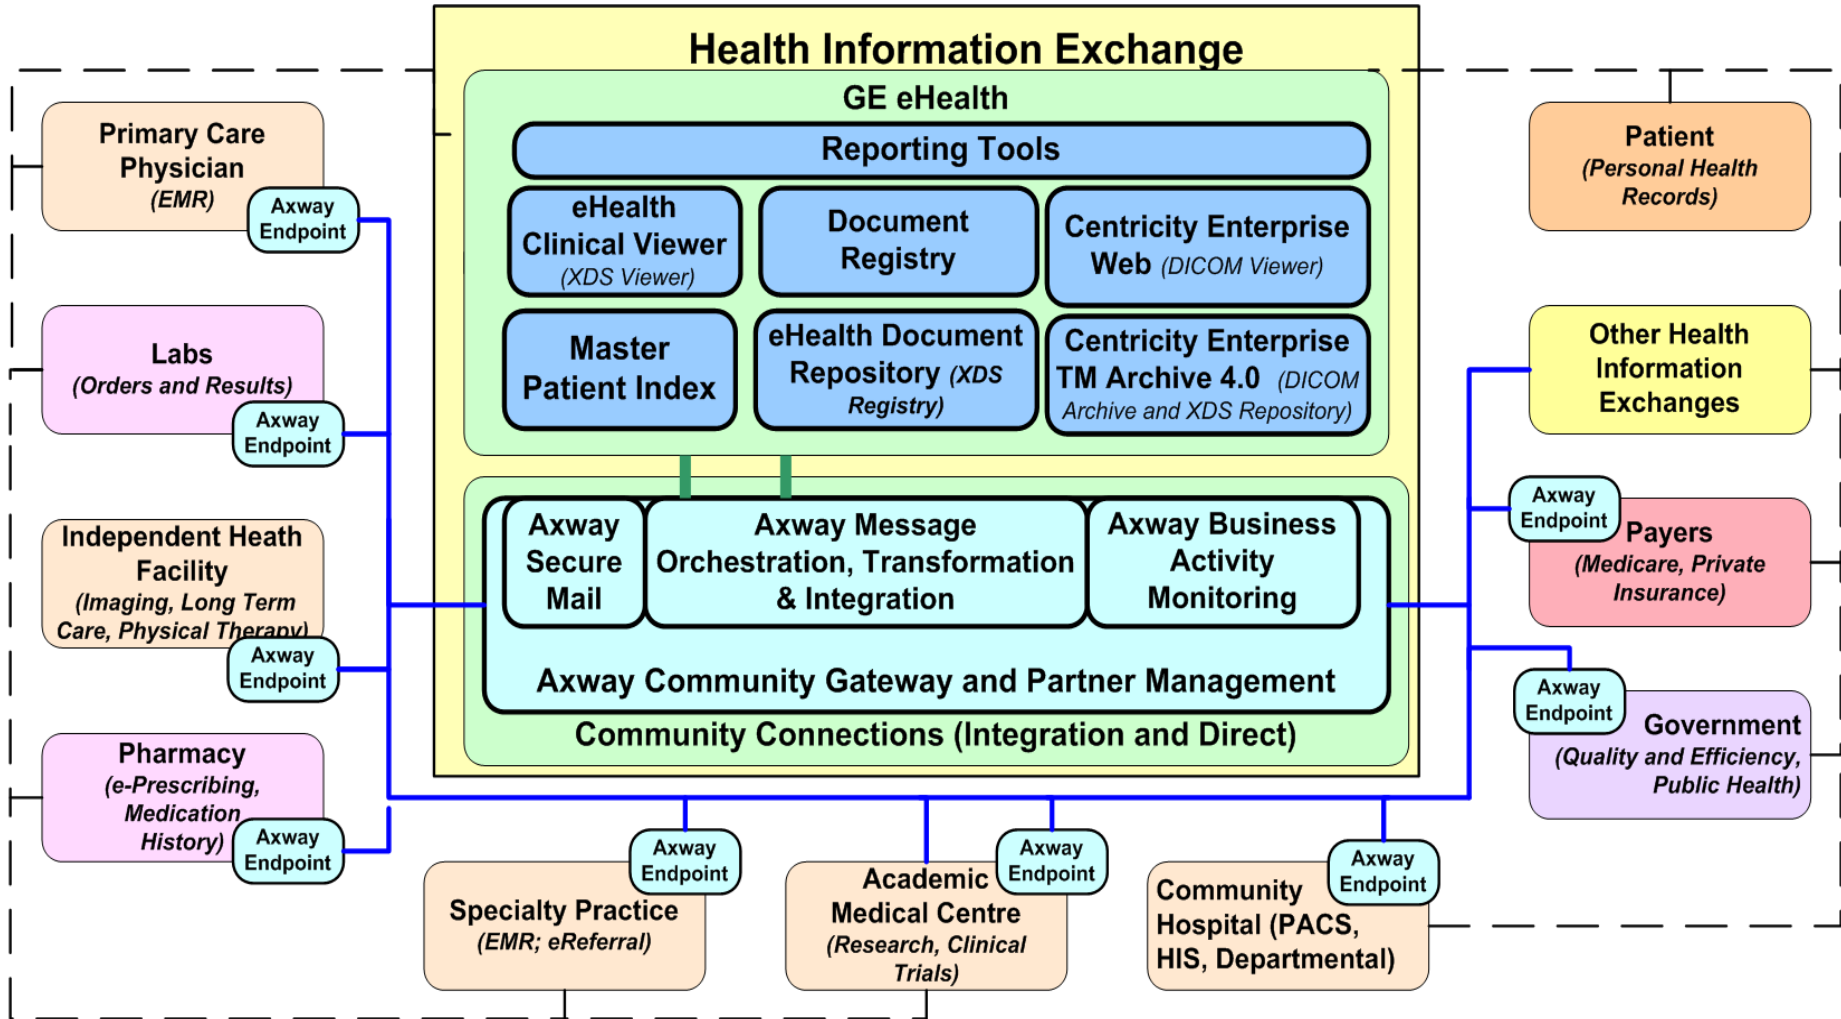 Health Information Exchange
GE eHealth
Reporting Tools
eHealth
Clinical Viewer
(XDS Viewer)
Document
Registry
Centricity Enterprise
Web (DICOM Viewer)
Master
Patient Index
eHealth Document
Repository (XDS
Registry)
Centricity Enterprise
TM Archive 4.0 (DICOM
Archive and XDS Repository)
Axway
Secure
Mail
Axway Message
Orchestration, Transformation
& Integration
Axway Business
Activity
Monitoring
Axway Community Gateway and Partner Management
Community Connections (Integration and Direct)
Primary Care
Physician
(EMR)
Axway
Endpoint
Labs
(Orders and Results)
Axway
Endpoint
Independent Heath
Facility
(Imaging, Long Term
Care, Physical Therapy)
Axway
Endpoint
Pharmacy
(e-Prescribing,
Medication
History)
Axway
Endpoint
Specialty Practice
(EMR; eReferral)
Axway
Endpoint
Academic
Medical Centre
(Research, Clinical
Trials)
Axway
Endpoint
Community
Hospital (PACS,
HIS, Departmental)
Axway
Endpoint
Patient
(Personal Health
Records)
Other Health
Information
Exchanges
Axway
Endpoint
Payers
(Medicare, Private
Insurance)
Axway
Endpoint
Government
(Quality and Efficiency,
Public Health)